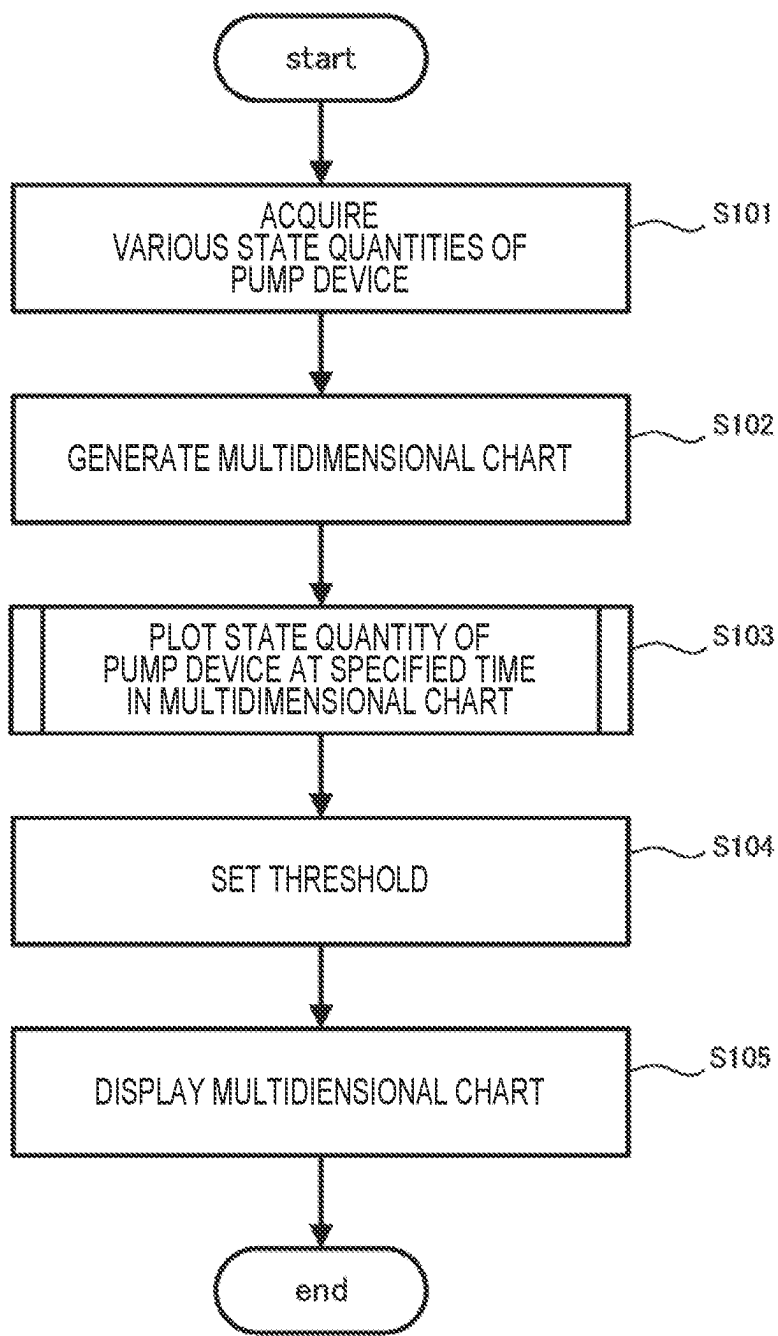 start
ACQUIRE
VARIOUS STATE QUANTITIES OF
PUMP DEVICE
S101
GENERATE MULTIDIMENSIONAL CHART
S102
PLOT STATE QUANTITY OF
PUMP DEVICE AT SPECIFIED TIME
IN MULTIDIMENSIONAL CHART
S103
SET THRESHOLD
S104
DISPLAY MULTIDIENSIONAL CHART
S105
end